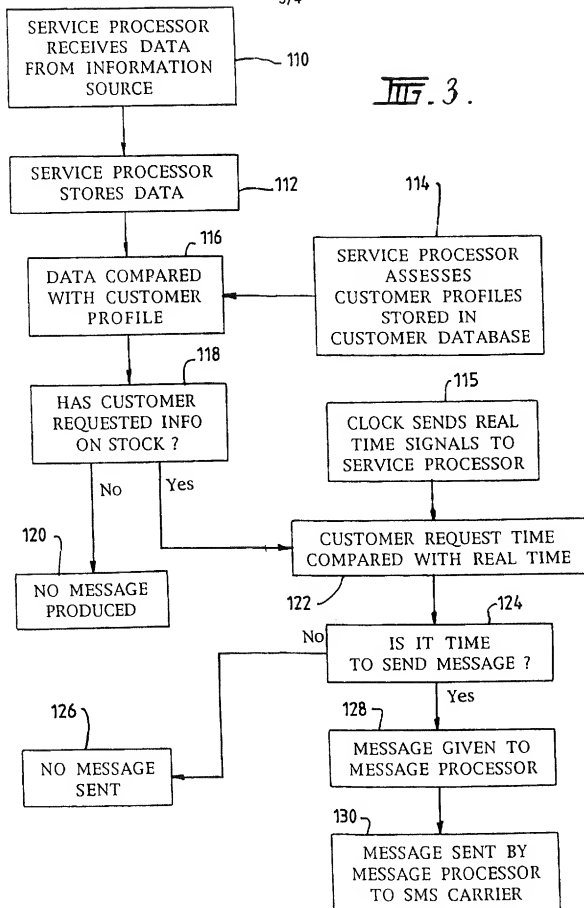 3/4
SERVICE PROCESSOR
RECEIVES DATA
FROM INFORMATION
SOURCE
110
FIG. 3.
SERVICE PROCESSOR
STORES DATA
112
114
116
DATA COMPARED
WITH CUSTOMER
PROFILE
SERVICE PROCESSOR
ASSESSES
CUSTOMER PROFILES
STORED IN
CUSTOMER DATABASE
118
HAS CUSTOMER
REQUESTED INFO
ON STOCK ?
115
CLOCK SENDS REAL
TIME SIGNALS TO
SERVICE PROCESSOR
No
Yes
120
NO MESSAGE
PRODUCED
CUSTOMER REQUEST TIME
COMPARED WITH REAL TIME
122
124
No
IS IT TIME
TO SEND MESSAGE ?
Yes
126
NO MESSAGE
SENT
128
MESSAGE GIVEN TO
MESSAGE PROCESSOR
130
MESSAGE SENT BY
MESSAGE PROCESSOR
TO SMS CARRIER